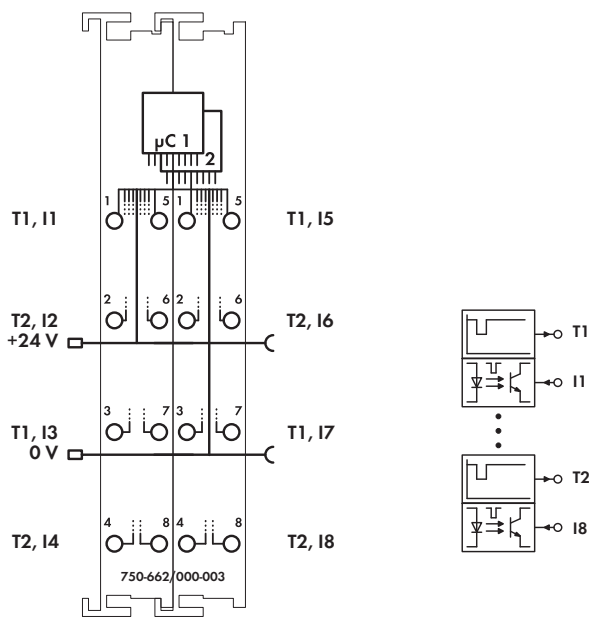 µC 1
2
1 5 1 5
T1, I1 T1, I5
2 6 2 6
T2, I2 T2, I6
+24 V
3 7 3 7
T1, I3 T1, I7
0 V
4 8 4 8
T2, I4 T2, I8
750-662/000-003
T1
I1
T2
I8